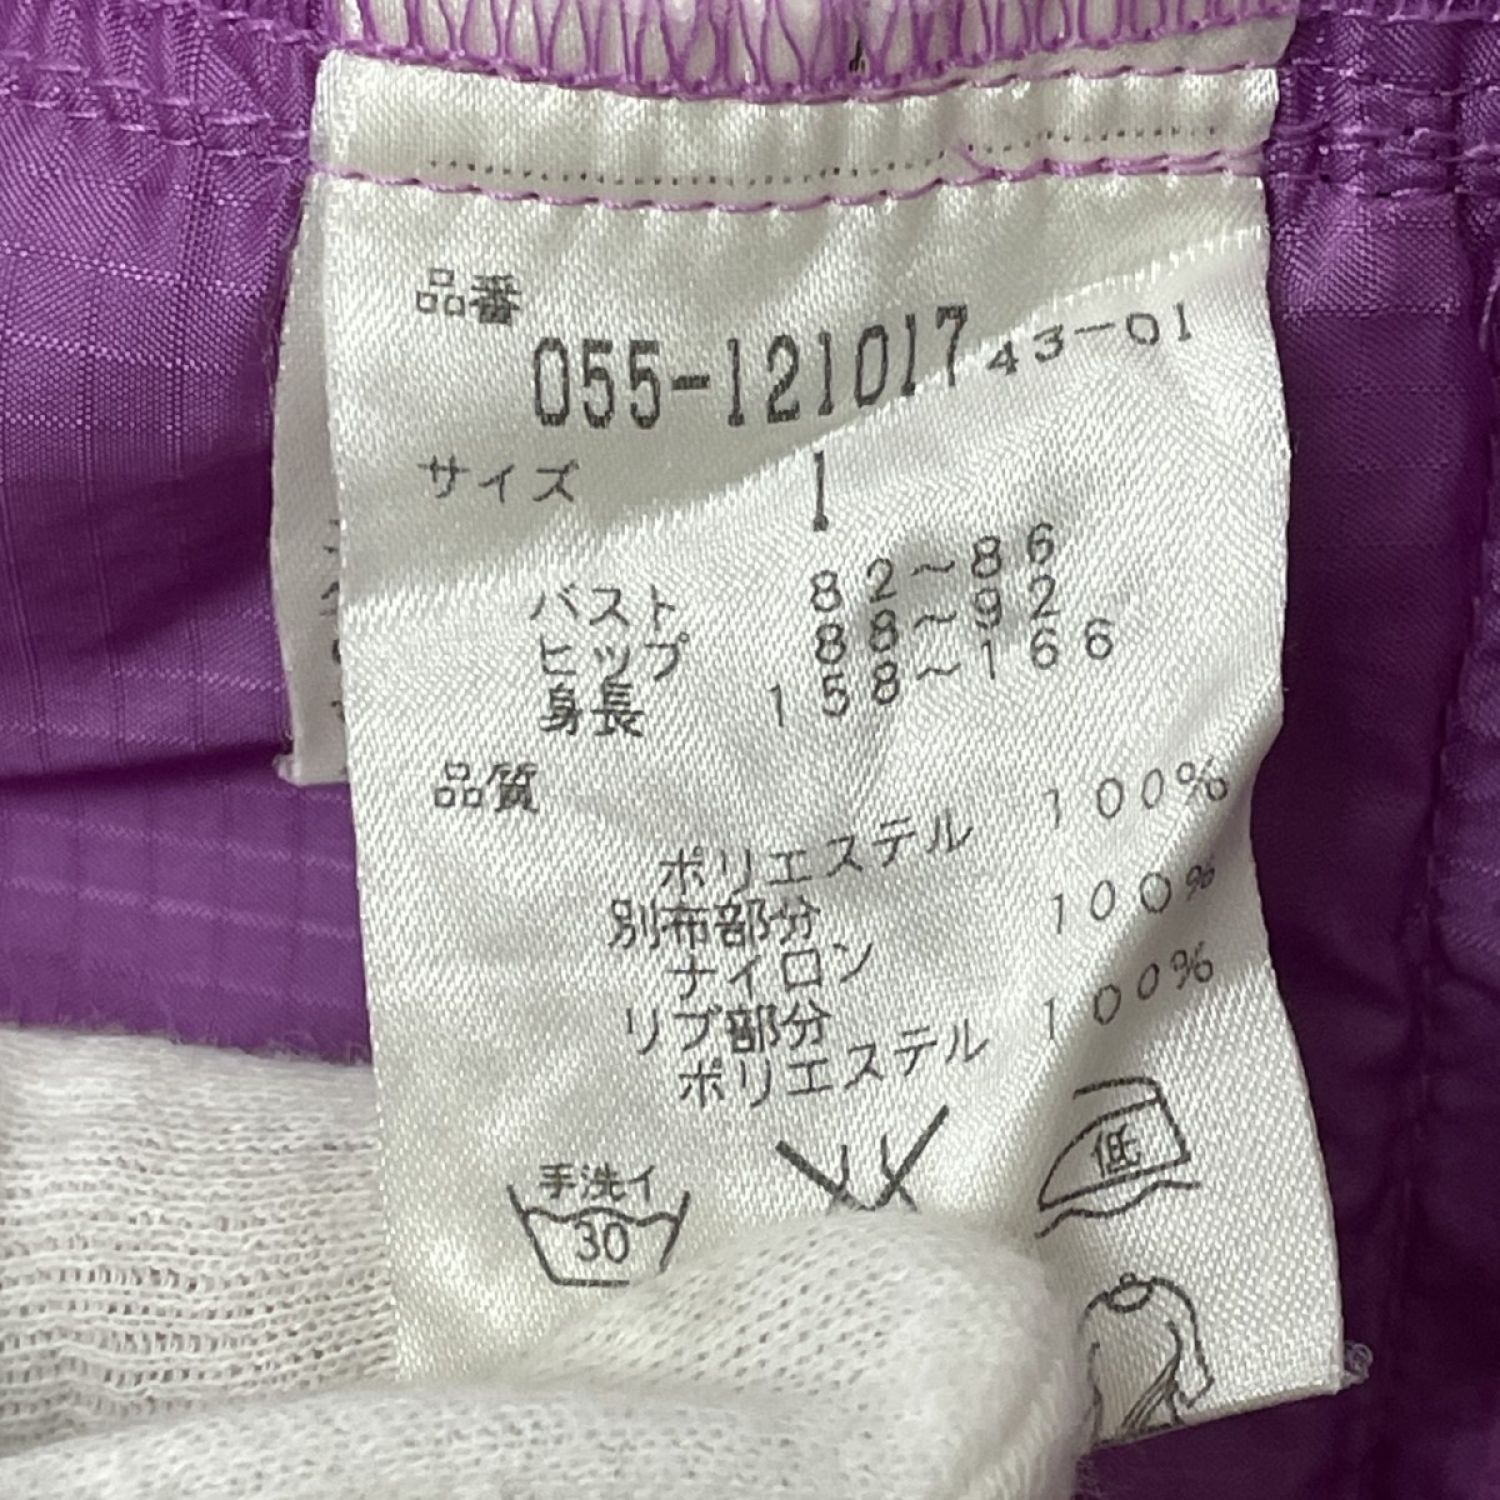 品番
055-121017 43-01
サイズ 1
バスト 82～86
ヒップ 88～92
身長 158～166
品質
ポリエステル 100%
別布部分
ナイロン 100%
リブ部分
ポリエステル 100%
手洗イ
30
低